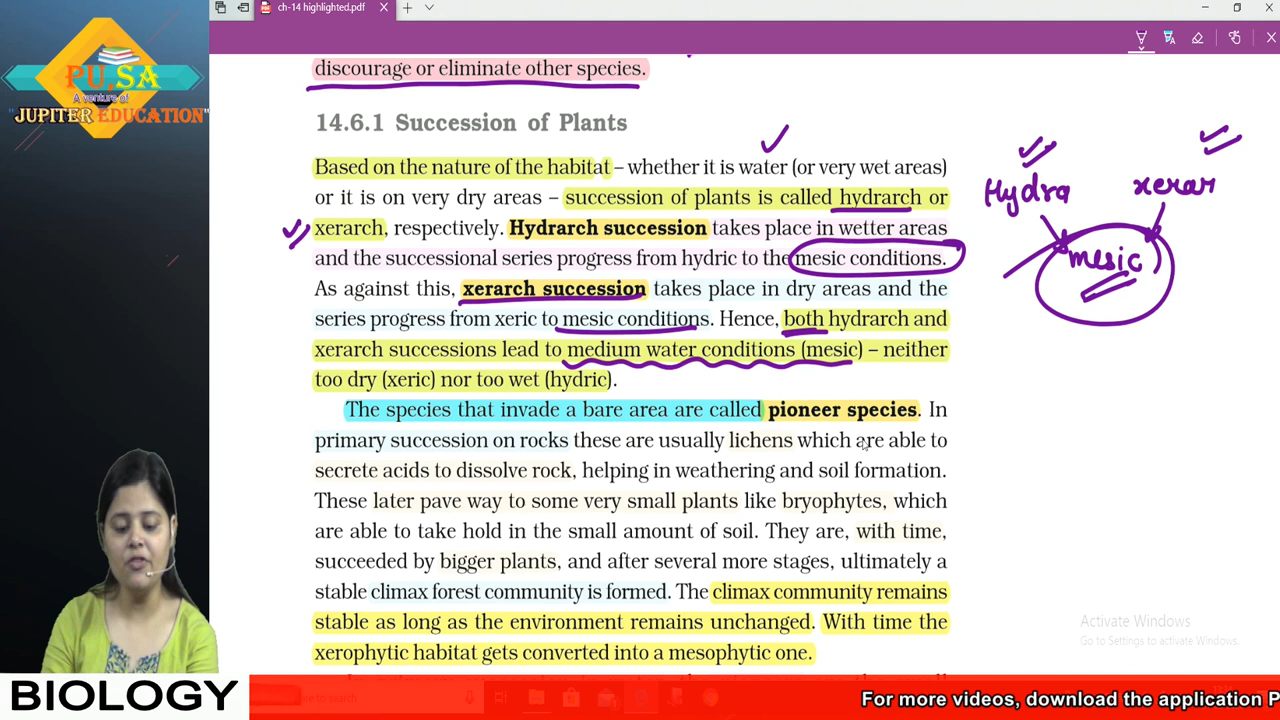 ch-14 highlighted.pdf
PU,SA
A venture of
"JUPITER EDUCATION"
discourage or eliminate other species.
14.6.1 Succession of Plants
Based on the nature of the habitat – whether it is water (or very wet areas)
or it is on very dry areas – succession of plants is called hydrarch or
xerarch, respectively. Hydrarch succession takes place in wetter areas
and the successional series progress from hydric to the mesic conditions.
As against this, xerarch succession takes place in dry areas and the
series progress from xeric to mesic conditions. Hence, both hydrarch and
xerarch successions lead to medium water conditions (mesic) – neither
too dry (xeric) nor too wet (hydric).
The species that invade a bare area are called pioneer species. In
primary succession on rocks these are usually lichens which are able to
secrete acids to dissolve rock, helping in weathering and soil formation.
These later pave way to some very small plants like bryophytes, which
are able to take hold in the small amount of soil. They are, with time,
succeeded by bigger plants, and after several more stages, ultimately a
stable climax forest community is formed. The climax community remains
stable as long as the environment remains unchanged. With time the
xerophytic habitat gets converted into a mesophytic one.
Hydra xerar
mesic
Activate Windows
Go to Settings to activate Windows.
BIOLOGY
to search
For more videos, download the application P